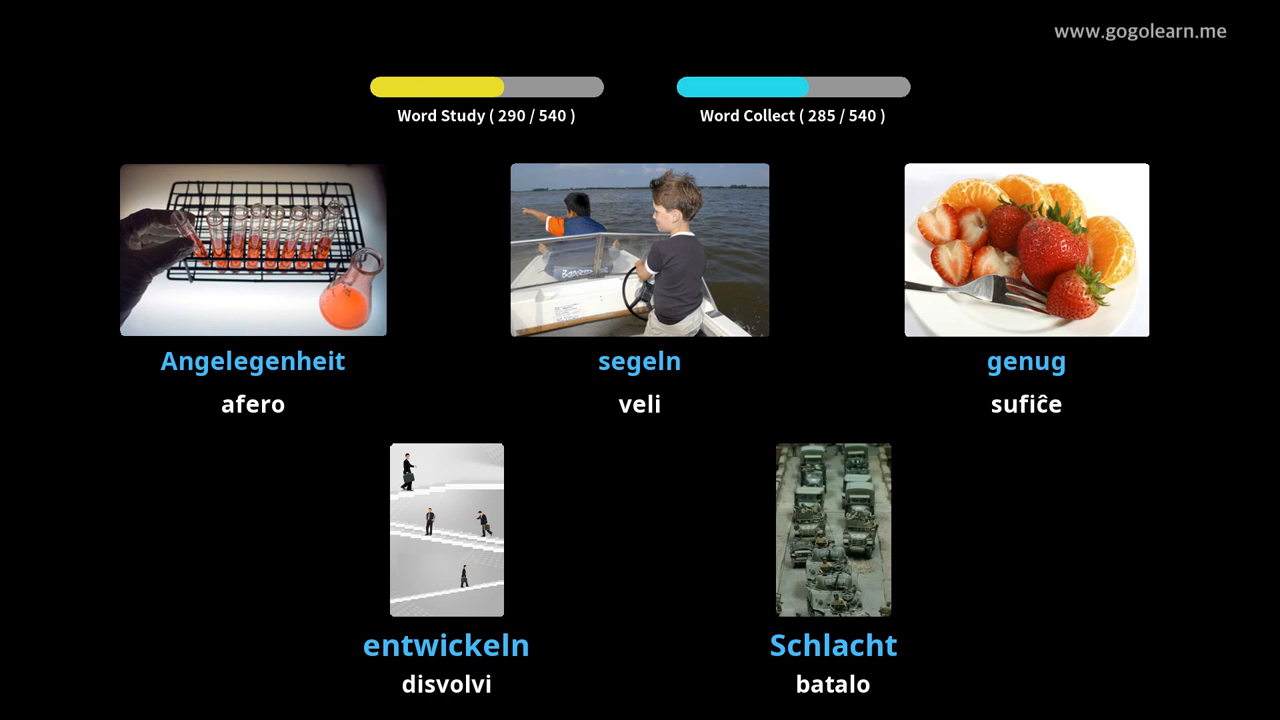 www.gogolearn.me
Word Study ( 290 / 540 )
Word Collect ( 285 / 540 )
Angelegenheit
afero
segeln
veli
genug
sufiĉe
entwickeln
disvolvi
Schlacht
batalo